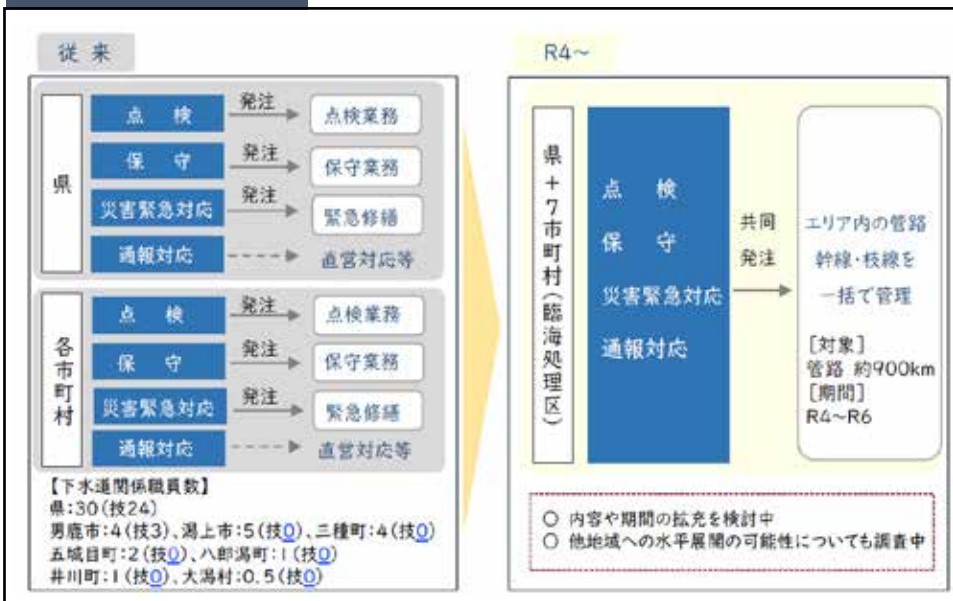 従来
県
点検
発注
点検業務
保守
発注
保守業務
災害緊急対応
発注
緊急修繕
通報対応
直営対応等
各市町村
点検
発注
点検業務
保守
発注
保守業務
災害緊急対応
発注
緊急修繕
通報対応
直営対応等
【下水道関係職員数】
県:30(技24)
男鹿市:4(技3)、潟上市:5(技0)、三種町:4(技0)
五城目町:2(技0)、八郎潟町:1(技0)
井川町:1(技0)、大潟村:0.5(技0)
R4~
県+7市町村(臨海処理区)
点検
保守
災害緊急対応
通報対応
共同
発注
エリア内の管路
幹線・枝線を
一括で管理
[対象]
管路 約900km
[期間]
R4~R6
○ 内容や期間の拡充を検討中
○ 他地域への水平展開の可能性についても調査中